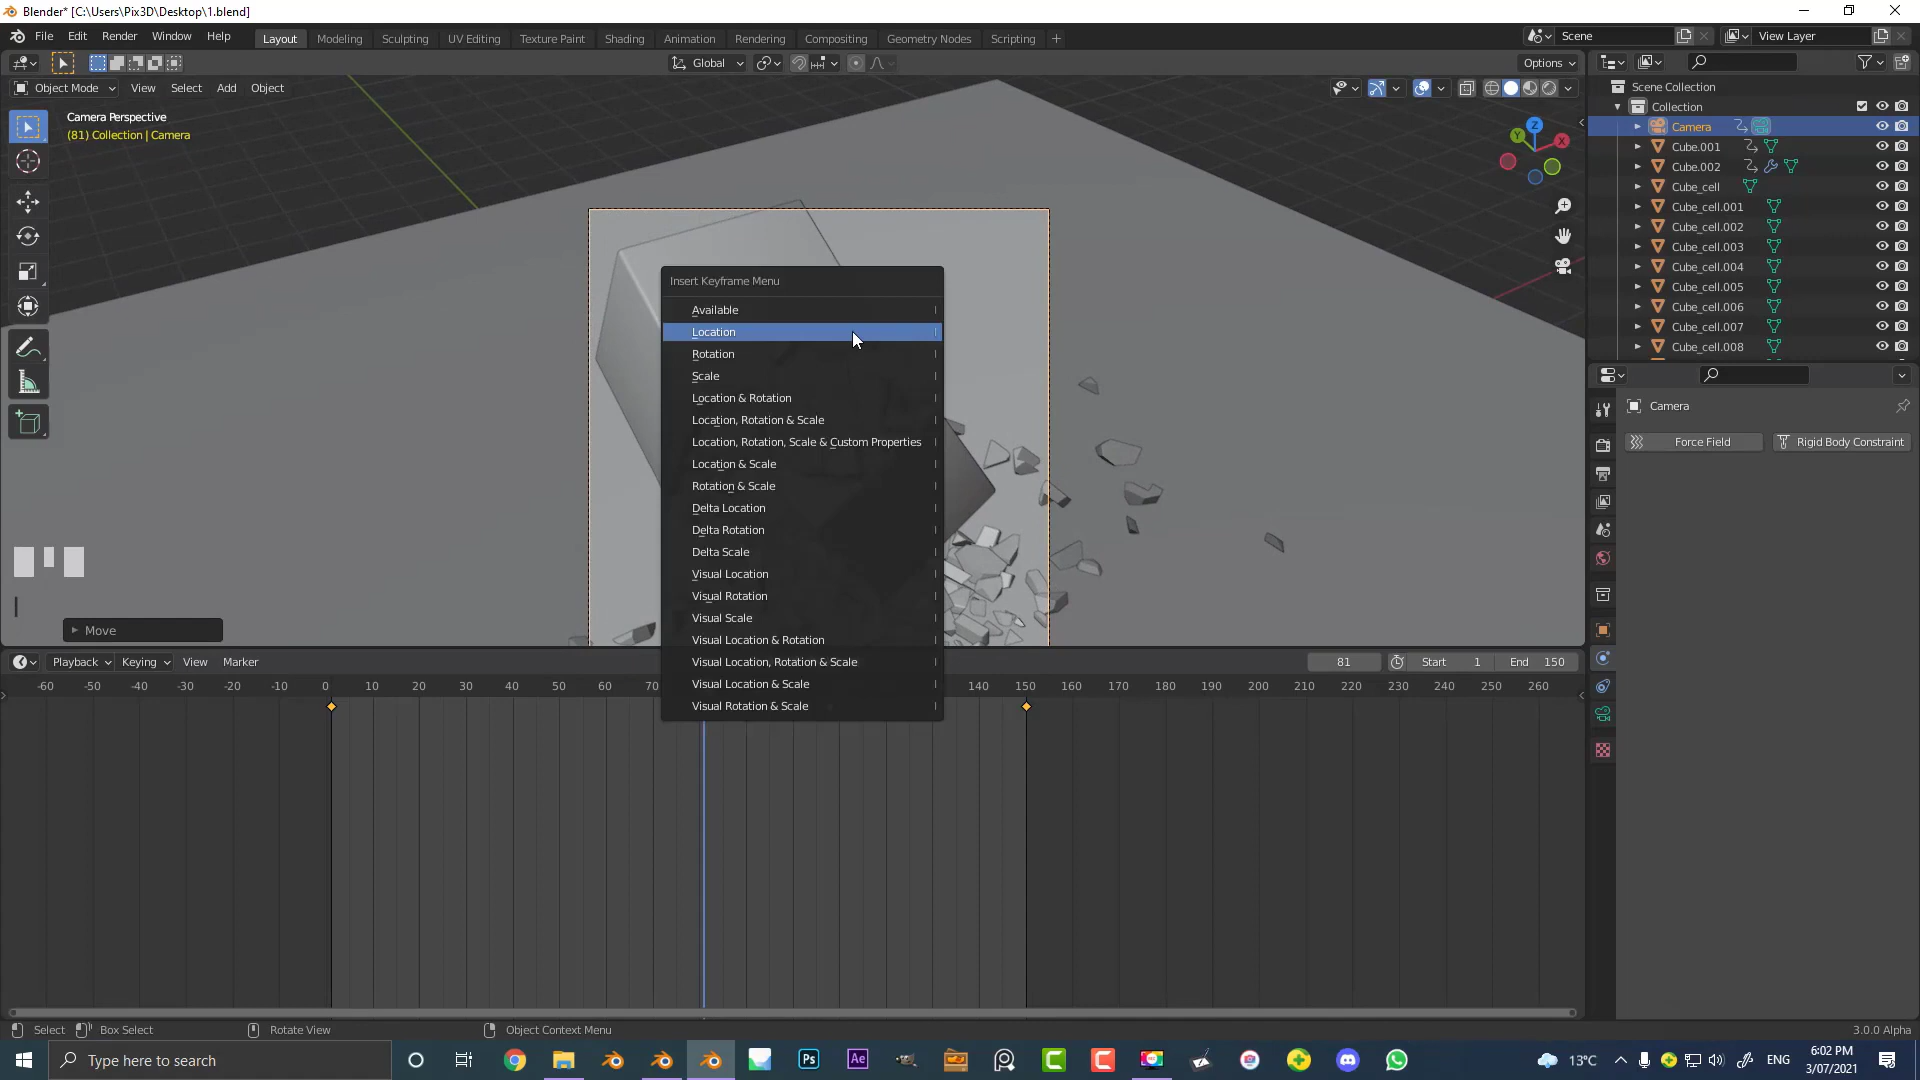 Blender* [C:\Users\Pix3D\Desktop\1.blend]
File Edit Render Window Help Layout Modeling Sculpting UV Editing Texture Paint Shading Animation Rendering Compositing Geometry Nodes Scripting + Scene View Layer
Global Options
Object Mode View Select Add Object
Camera Perspective
(81) Collection | Camera
Z
Y
X
Scene Collection
Collection
Camera
Cube.001
Cube.002
Cube_cell
Cube_cell.001
Cube_cell.002
Cube_cell.003
Cube_cell.004
Cube_cell.005
Cube_cell.006
Cube_cell.007
Cube_cell.008
Camera
Force Field Rigid Body Constraint
Insert Keyframe Menu
Available I
Location I
Rotation I
Scale I
Location & Rotation I
Location, Rotation & Scale I
Location, Rotation, Scale & Custom Properties I
Location & Scale I
Rotation & Scale I
Delta Location I
Delta Rotation I
Delta Scale I
Visual Location I
Visual Rotation I
Visual Scale I
Visual Location & Rotation I
Visual Location, Rotation & Scale I
Visual Location & Scale I
Visual Rotation & Scale I
Move
Playback Keying View Marker 81 Start 1 End 150
-60 -50 -40 -30 -20 -10 0 10 20 30 40 50 60 70 140 150 160 170 180 190 200 210 220 230 240 250 260
Select Box Select Rotate View Object Context Menu 3.0.0 Alpha
Type here to search Ps Ae 13°C ENG
6:02 PM
3/07/2021